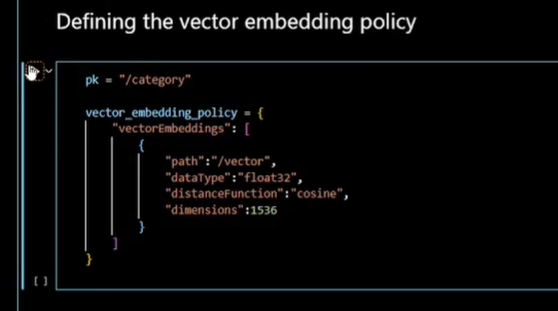 Defining the vector embedding policy
pk = "/category"
vector_embedding_policy = {
"vectorEmbeddings": [
{
"path":"/vector",
"dataType":"float32",
"distanceFunction":"cosine",
"dimensions":1536
}
]
}
[ ]